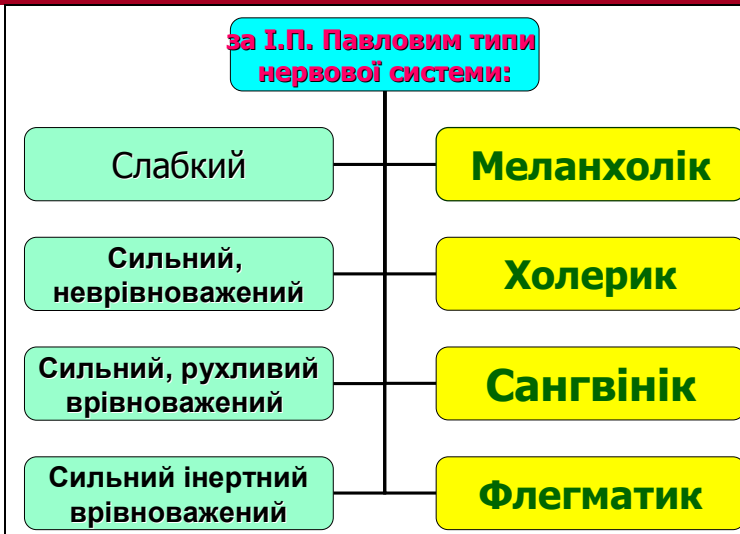 за І.П. Павловим типи
нервової системи:
Слабкий
Меланхолік
Сильний,
неврівноважений
Холерик
Сильний, рухливий
врівноважений
Сангвінік
Сильний інертний
врівноважений
Флегматик